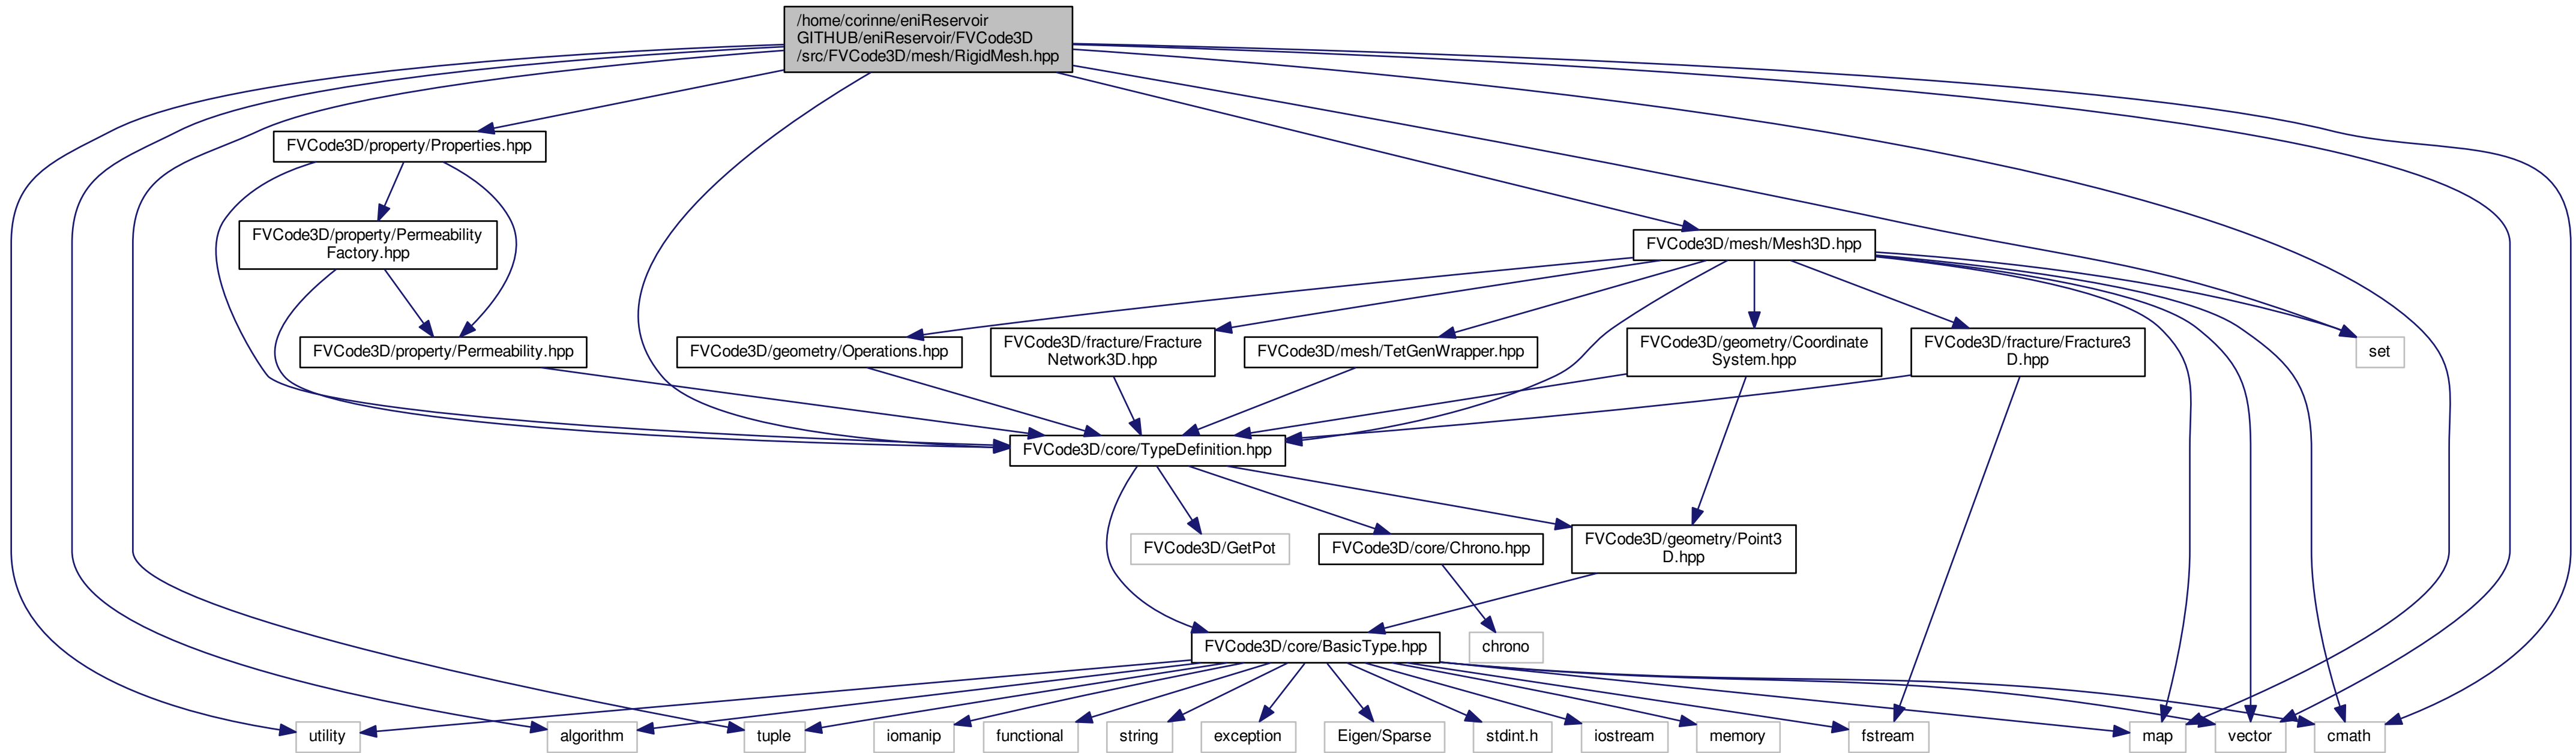 /home/corinne/eniReservoir
GITHUB/eniReservoir/FVCode3D
/src/FVCode3D/mesh/RigidMesh.hpp
FVCode3D/property/Properties.hpp
FVCode3D/property/Permeability
Factory.hpp
FVCode3D/mesh/Mesh3D.hpp
FVCode3D/property/Permeability.hpp
FVCode3D/geometry/Operations.hpp
FVCode3D/fracture/Fracture
Network3D.hpp
FVCode3D/mesh/TetGenWrapper.hpp
FVCode3D/geometry/Coordinate
System.hpp
FVCode3D/fracture/Fracture3
D.hpp
set
FVCode3D/core/TypeDefinition.hpp
FVCode3D/GetPot
FVCode3D/core/Chrono.hpp
FVCode3D/geometry/Point3
D.hpp
FVCode3D/core/BasicType.hpp
chrono
utility
algorithm
tuple
iomanip
functional
string
exception
Eigen/Sparse
stdint.h
iostream
memory
fstream
map
vector
cmath